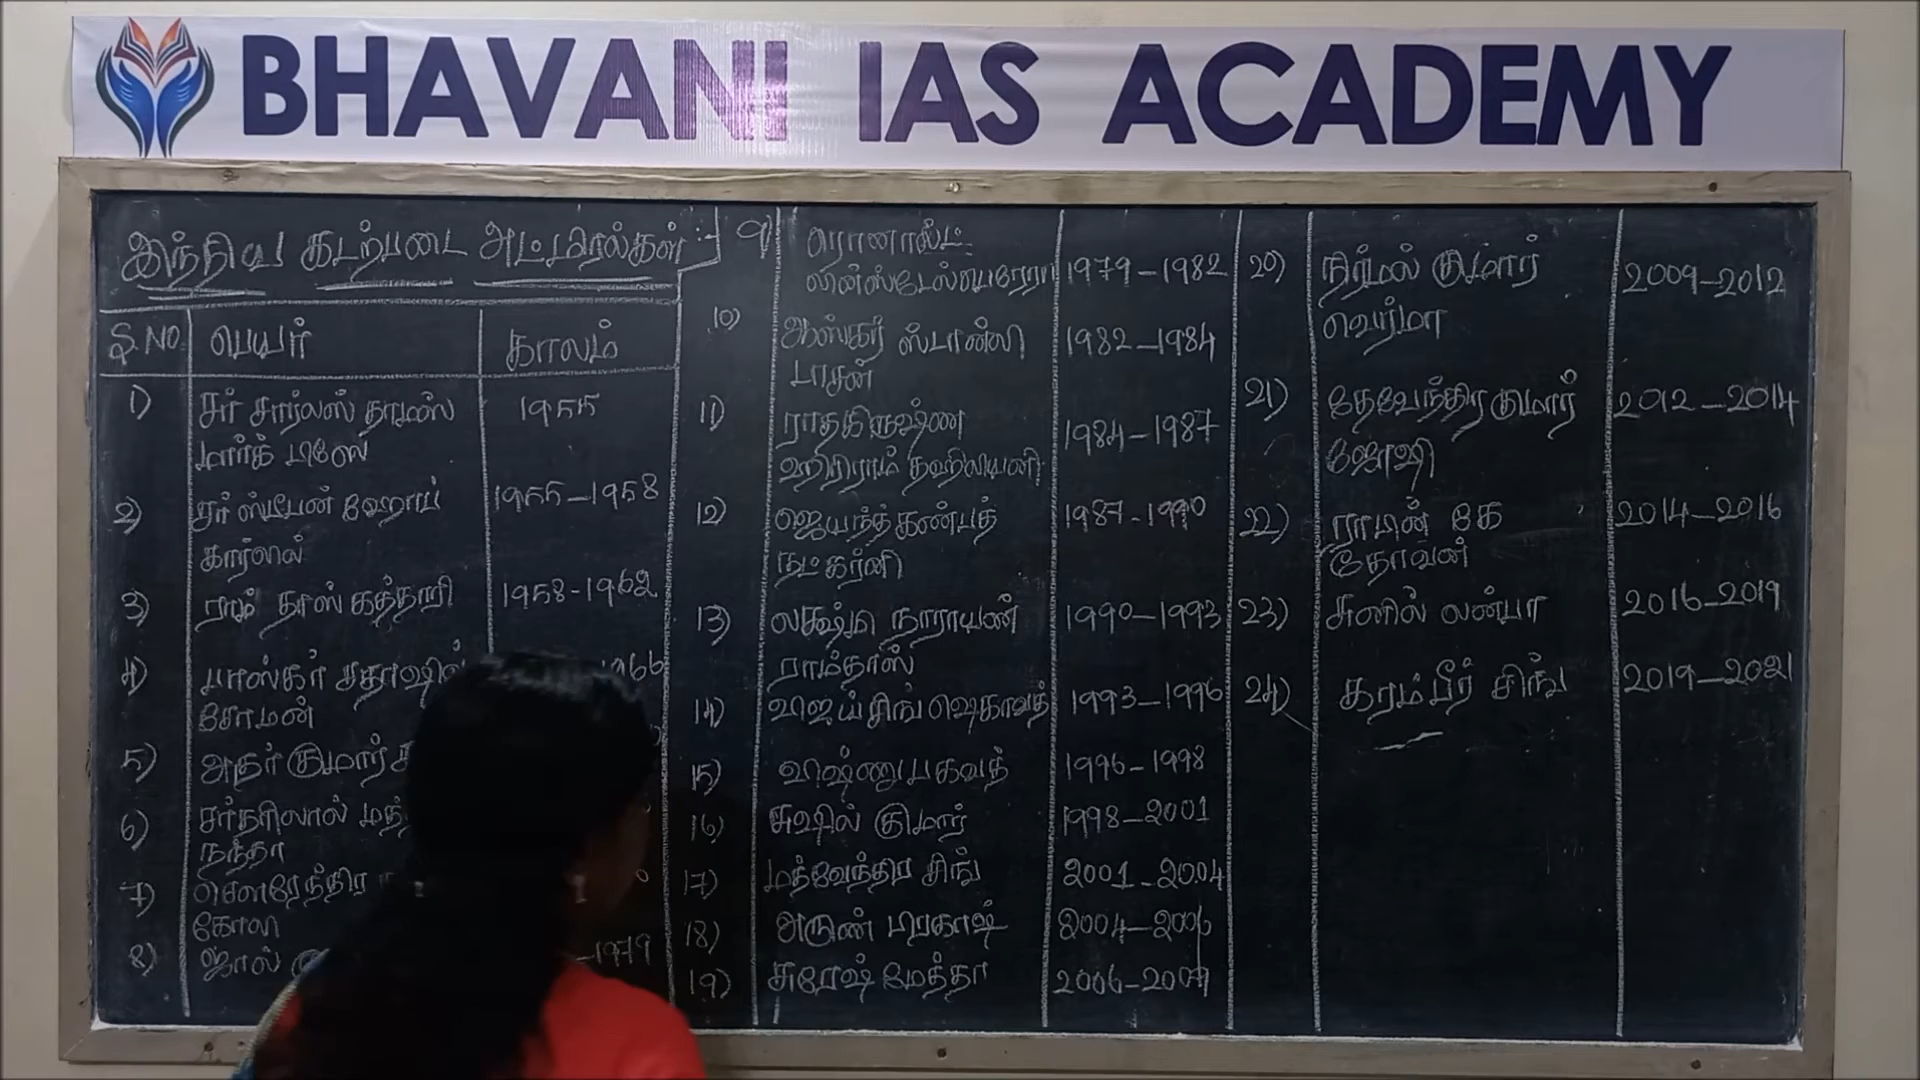 BHAVANI IAS ACADEMY
இந்திய கடற்படை அட்மிரல்கள் :-
S.NO. பெயர் காலம்
1) சர் சார்லஸ் தாமஸ் 1955
மார்க் பிஸே
2) சர் ஸ்டீபன் ஹோப் 1955-1958
கார்லில்
3) ராம் தாஸ் கத்தாரி 1958-1962
4) பாஸ்கர் சதாஷிவ் 1966
சோமன்
5) அதர் குமார்
6) சர்தாரிலால் மத்
நந்தா
7) சௌரேந்திர
கோலி
8) ஜால் -1979
9) ரொனால்ட்
லின்ஸ்டேல் பெரேரா 1979-1982
10) ஆஸ்கர் ஸ்டான்லி 1982-1984
டாசன்
11) ராதகிருஷ்ண 1984-1987
ஹிரிராம் தஹிலியனி
12) ஜெயந்த் கண்பத் 1987-1990
நட்கர்னி
13) லக்ஷ்மி நாராயண் 1990-1993
ராம்தாஸ்
14) விஜய் சிங் ஷெகாவத் 1993-1996
15) விஷ்ணு பகவத் 1996-1998
16) சுஷில் குமார் 1998-2001
17) மத்வேந்திர சிங் 2001-2004
18) அருண் பிரகாஷ் 2004-2006
19) சுரேஷ் மேத்தா 2006-2009
20) நிர்மல் குமார் 2009-2012
வெர்மா
21) தேவேந்திர குமார் 2012-2014
ஜோஷி
22) ராபின் கே 2014-2016
தோவன்
23) சுனில் லன்பா 2016-2019
24) கரம்பீர் சிங் 2019-2021